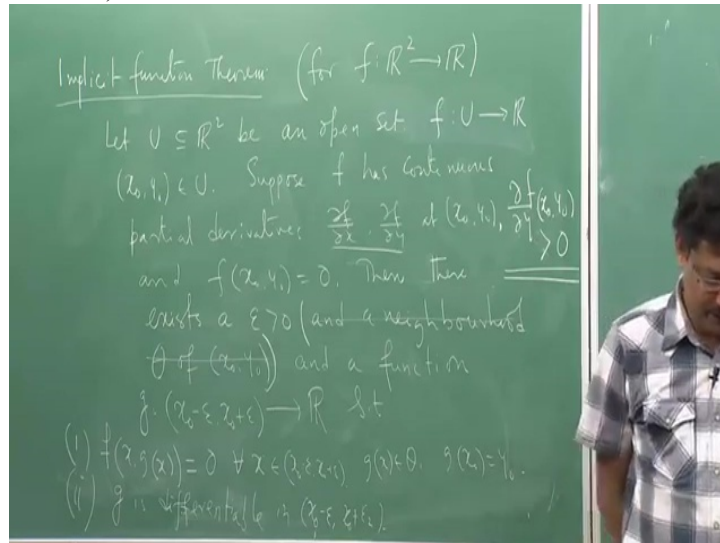 Implicit function Theorem (for f: ℝ² → ℝ)
Let U ⊆ ℝ² be an open set f: U → ℝ
(x₀, y₀) ∈ U. Suppose f has continuous
partial derivatives ∂f/∂x, ∂f/∂y at (x₀, y₀), ∂f/∂y (x₀, y₀) > 0
and f(x₀, y₀) = 0. Then there
exists a ε > 0 (and a neighbourhood
θ of (x₀, y₀)) and a function
g: (x₀-ε, x₀+ε) → ℝ s.t
(i) f(x, g(x)) = 0 ∀ x ∈ (x₀-ε, x₀+ε) g(x) ∈ θ. g(x₀) = y₀.
(ii) g is differentiable in (x₀-ε, x₀+ε).